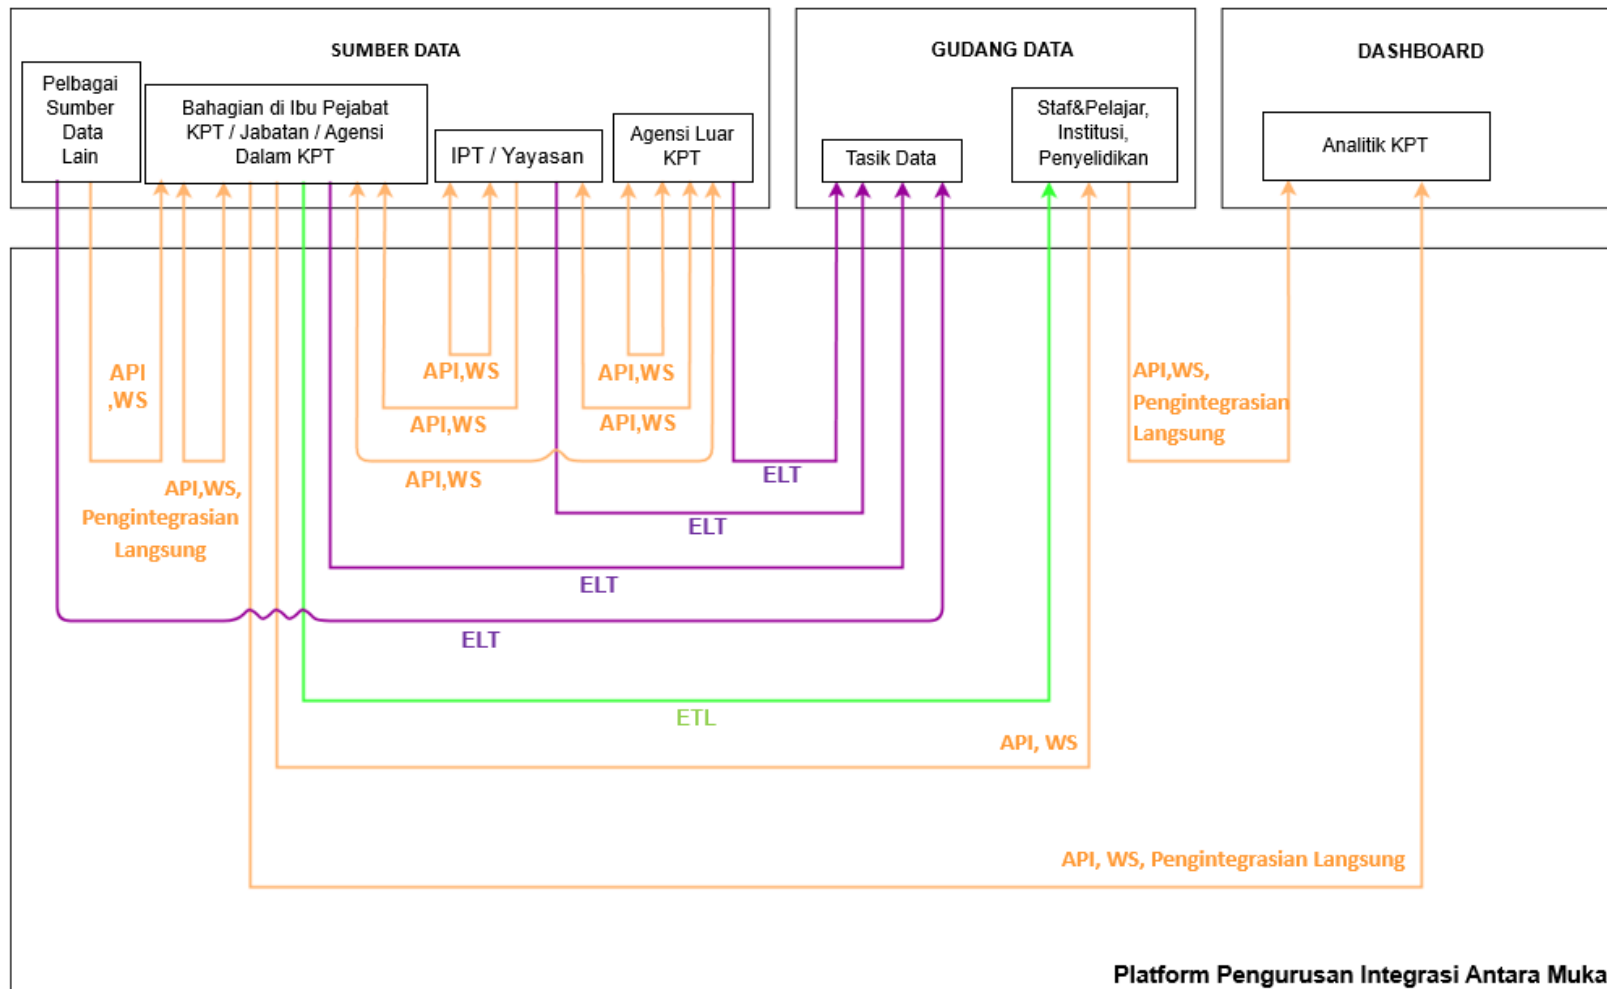 SUMBER DATA
GUDANG DATA
DASHBOARD
Pelbagai
Sumber
Data
Lain
Bahagian di Ibu Pejabat
KPT / Jabatan / Agensi
Dalam KPT
IPT / Yayasan
Agensi Luar
KPT
Tasik Data
Staf&Pelajar,
Institusi,
Penyelidikan
Analitik KPT
API
,WS
API,WS
API,WS
API,WS,
Pengintegrasian
Langsung
API,WS
API,WS
API,WS
ELT
API,WS,
Pengintegrasian
Langsung
ELT
ELT
ELT
ETL
API, WS
API, WS, Pengintegrasian Langsung
Platform Pengurusan Integrasi Antara Muka